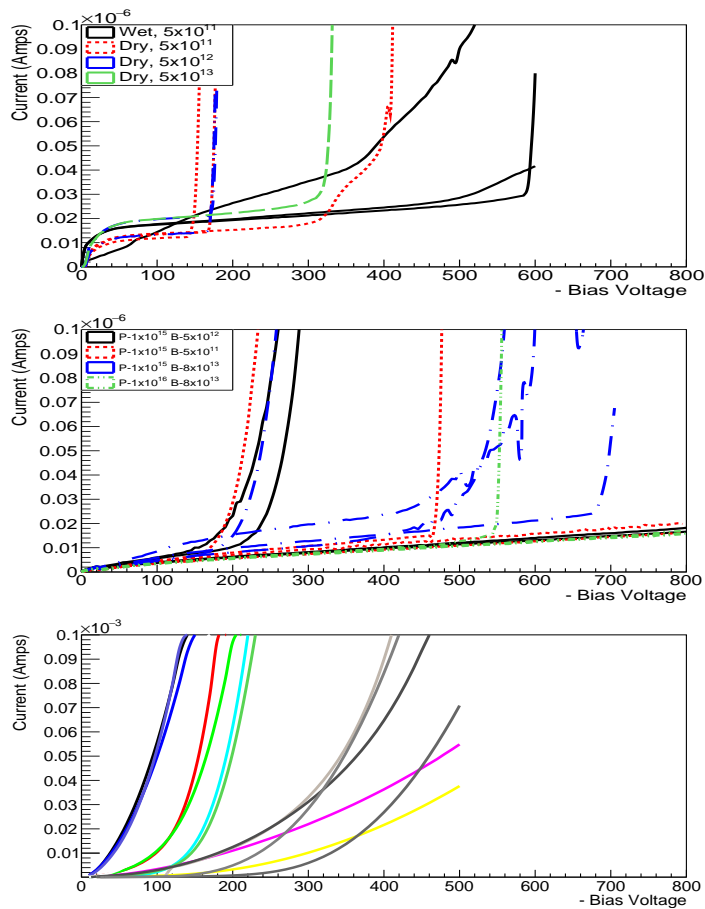 ×10⁻⁶
Current (Amps)
0.1
0.09
0.08
0.07
0.06
0.05
0.04
0.03
0.02
0.01
0
Wet, 5x10¹¹
Dry, 5x10¹¹
Dry, 5x10¹²
Dry, 5x10¹³
0 100 200 300 400 500 600 700 800
- Bias Voltage
×10⁻⁶
Current (Amps)
0.1
0.09
0.08
0.07
0.06
0.05
0.04
0.03
0.02
0.01
0
P-1x10¹⁵ B-5x10¹²
P-1x10¹⁵ B-5x10¹¹
P-1x10¹⁵ B-8x10¹³
P-1x10¹⁶ B-8x10¹³
0 100 200 300 400 500 600 700 800
- Bias Voltage
×10⁻³
Current (Amps)
0.1
0.09
0.08
0.07
0.06
0.05
0.04
0.03
0.02
0.01
0 100 200 300 400 500 600 700 800
- Bias Voltage